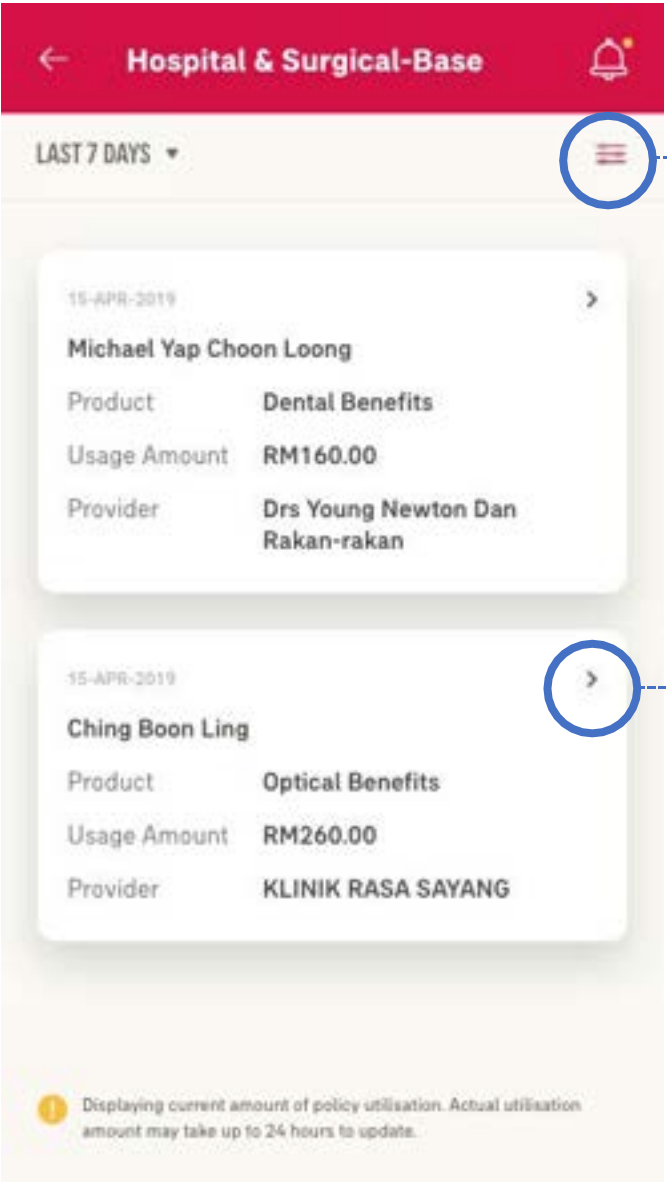 Hospital & Surgical-Base
LAST 7 DAYS
15-APR-2019
Michael Yap Choon Loong
Product Dental Benefits
Usage Amount RM160.00
Provider Drs Young Newton Dan
Rakan-rakan
15-APR-2019
Ching Boon Ling
Product Optical Benefits
Usage Amount RM260.00
Provider KLINIK RASA SAYANG
Displaying current amount of policy utilisation. Actual utilisation
amount may take up to 24 hours to update.